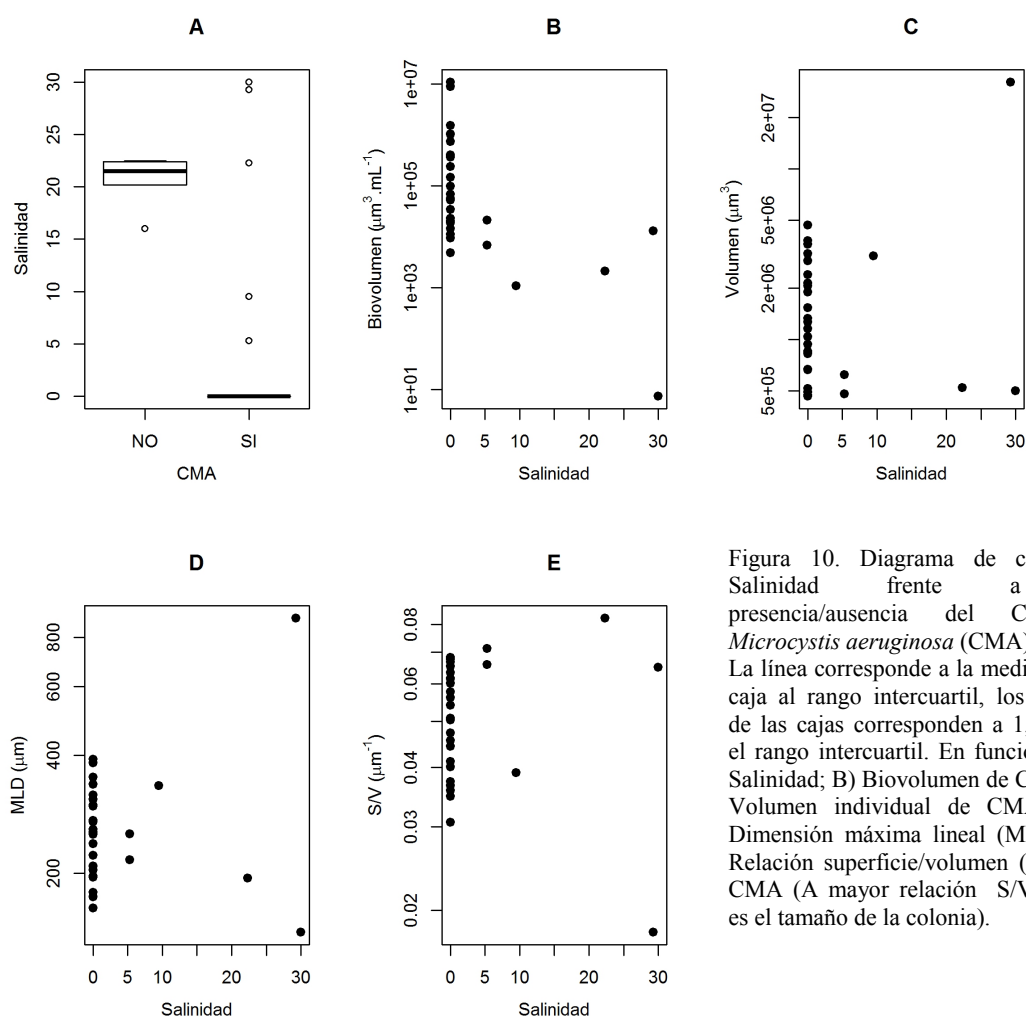 A
30
25
20
15
10
5
0
Salinidad
NO SI
CMA
B
1e+07
1e+05
1e+03
1e+01
Biovolumen (µm³.mL⁻¹)
0 5 10 20 30
Salinidad
C
2e+07
5e+06
2e+06
5e+05
Volumen (µm³)
0 5 10 20 30
Salinidad
D
800
600
400
200
MLD (µm)
0 5 10 20 30
Salinidad
E
0.08
0.06
0.04
0.03
0.02
S/V (µm⁻¹)
0 5 10 20 30
Salinidad
Figura 10. Diagrama de c
Salinidad frente a
presencia/ausencia del C
Microcystis aeruginosa (CMA)
La línea corresponde a la medi
caja al rango intercuartil, los
de las cajas corresponden a 1,
el rango intercuartil. En funció
Salinidad; B) Biovolumen de C
Volumen individual de CMA
Dimensión máxima lineal (M
Relación superficie/volumen (
CMA (A mayor relación S/V
es el tamaño de la colonia).